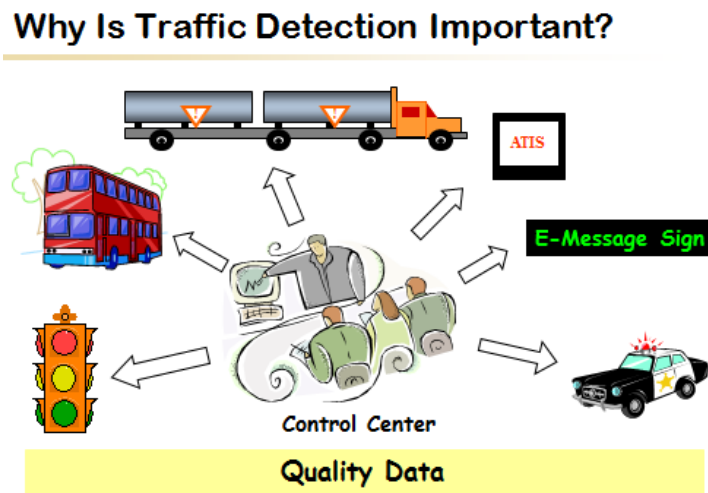 Why Is Traffic Detection Important?
!
!
ATIS
E-Message Sign
Control Center
Quality Data